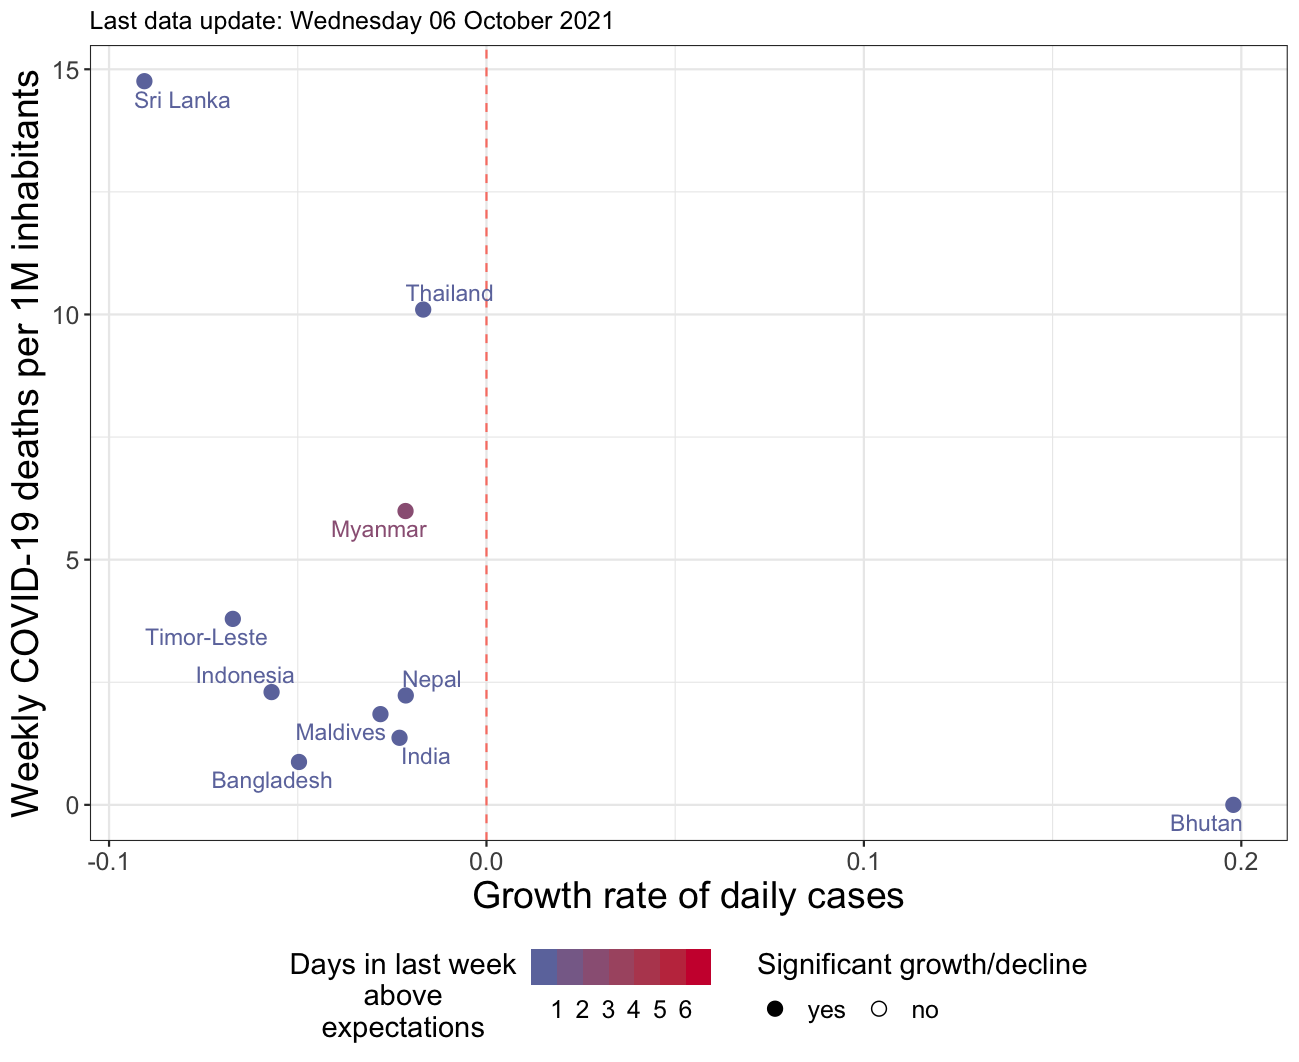 Last data update: Wednesday 06 October 2021
Weekly COVID-19 deaths per 1M inhabitants
15
10
5
0
Sri Lanka
Thailand
Myanmar
Timor-Leste
Indonesia
Nepal
Maldives
India
Bangladesh
Bhutan
-0.1 0.0 0.1 0.2
Growth rate of daily cases
Days in last week
above
expectations
1 2 3 4 5 6
Significant growth/decline
yes no